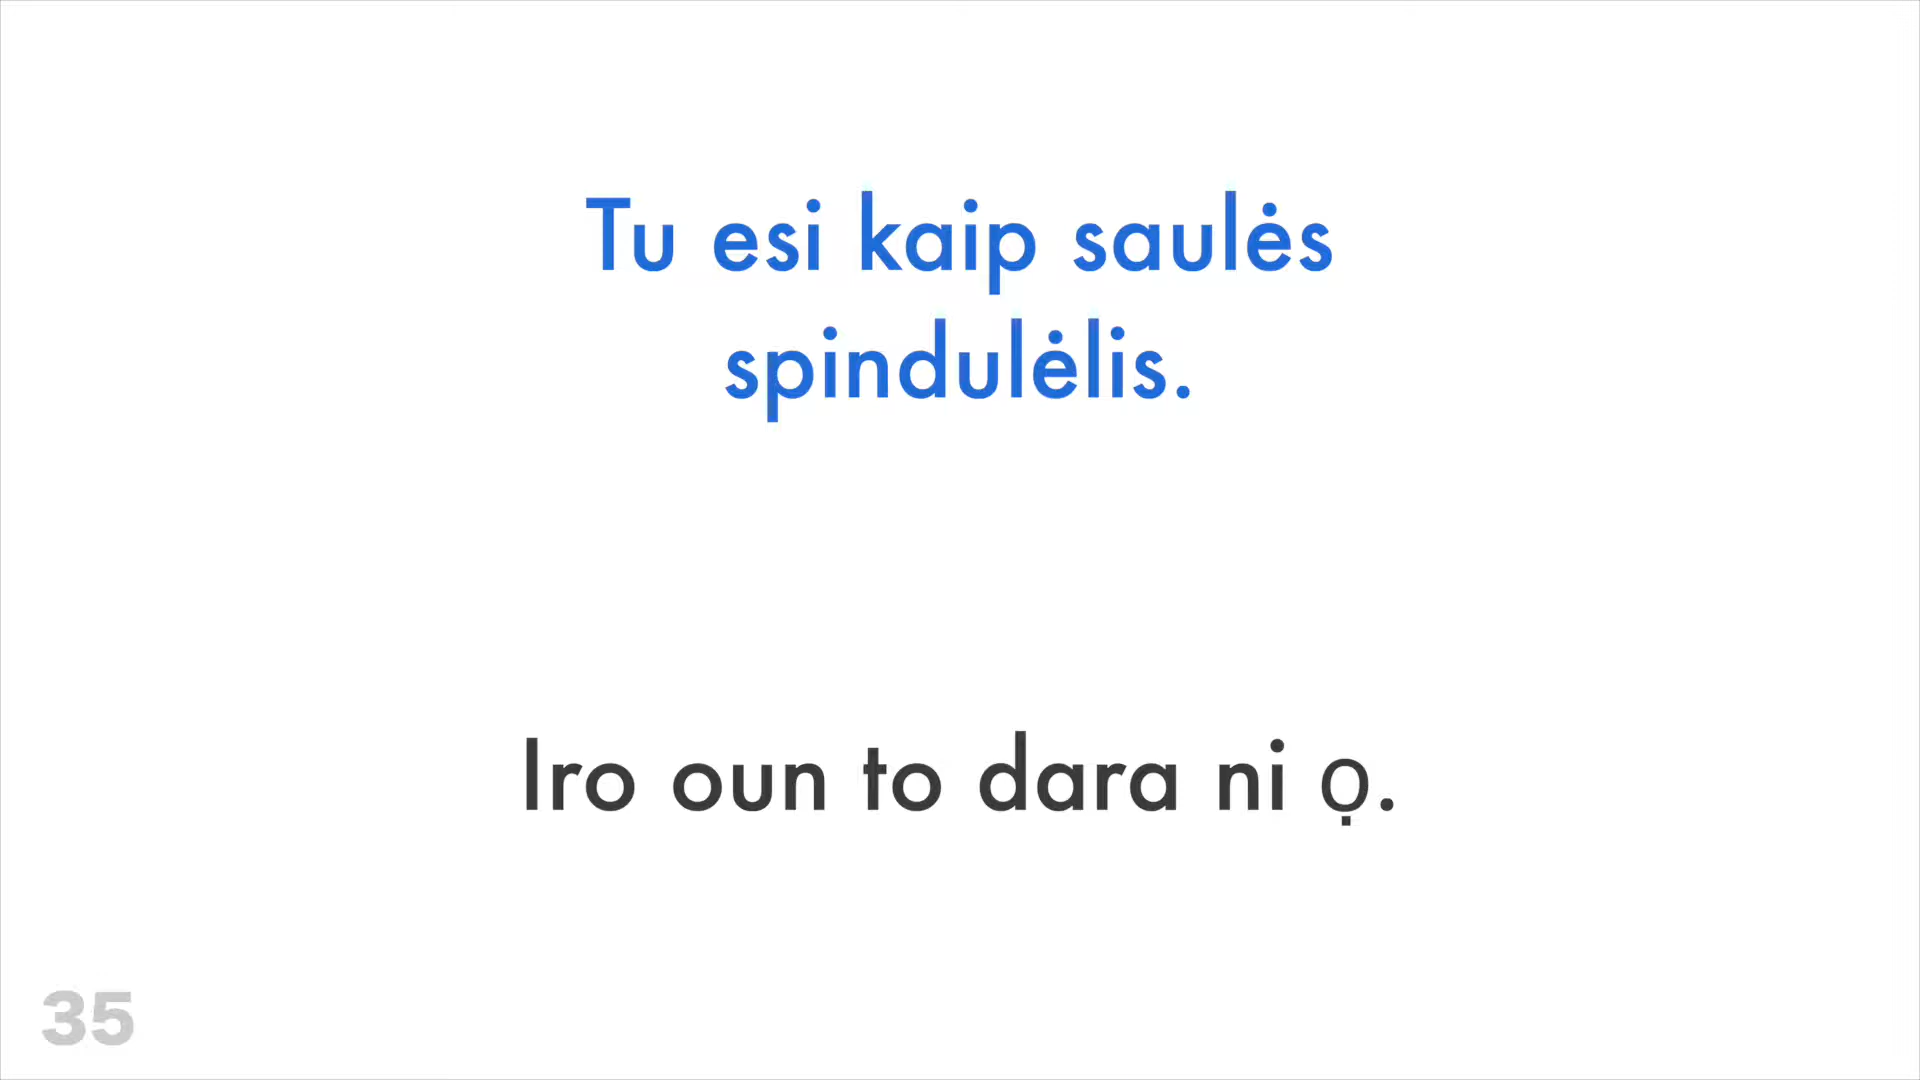 Tu esi kaip saulės
spindulėlis.
Iro oun to dara ni ọ.
35